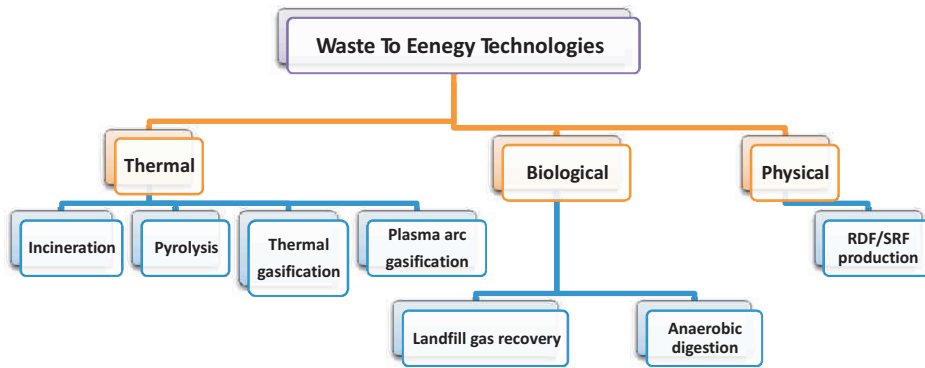 Waste To Eenegy Technologies
Thermal
Biological
Physical
Incineration
Pyrolysis
Thermal
gasification
Plasma arc
gasification
RDF/SRF
production
Landfill gas recovery
Anaerobic
digestion